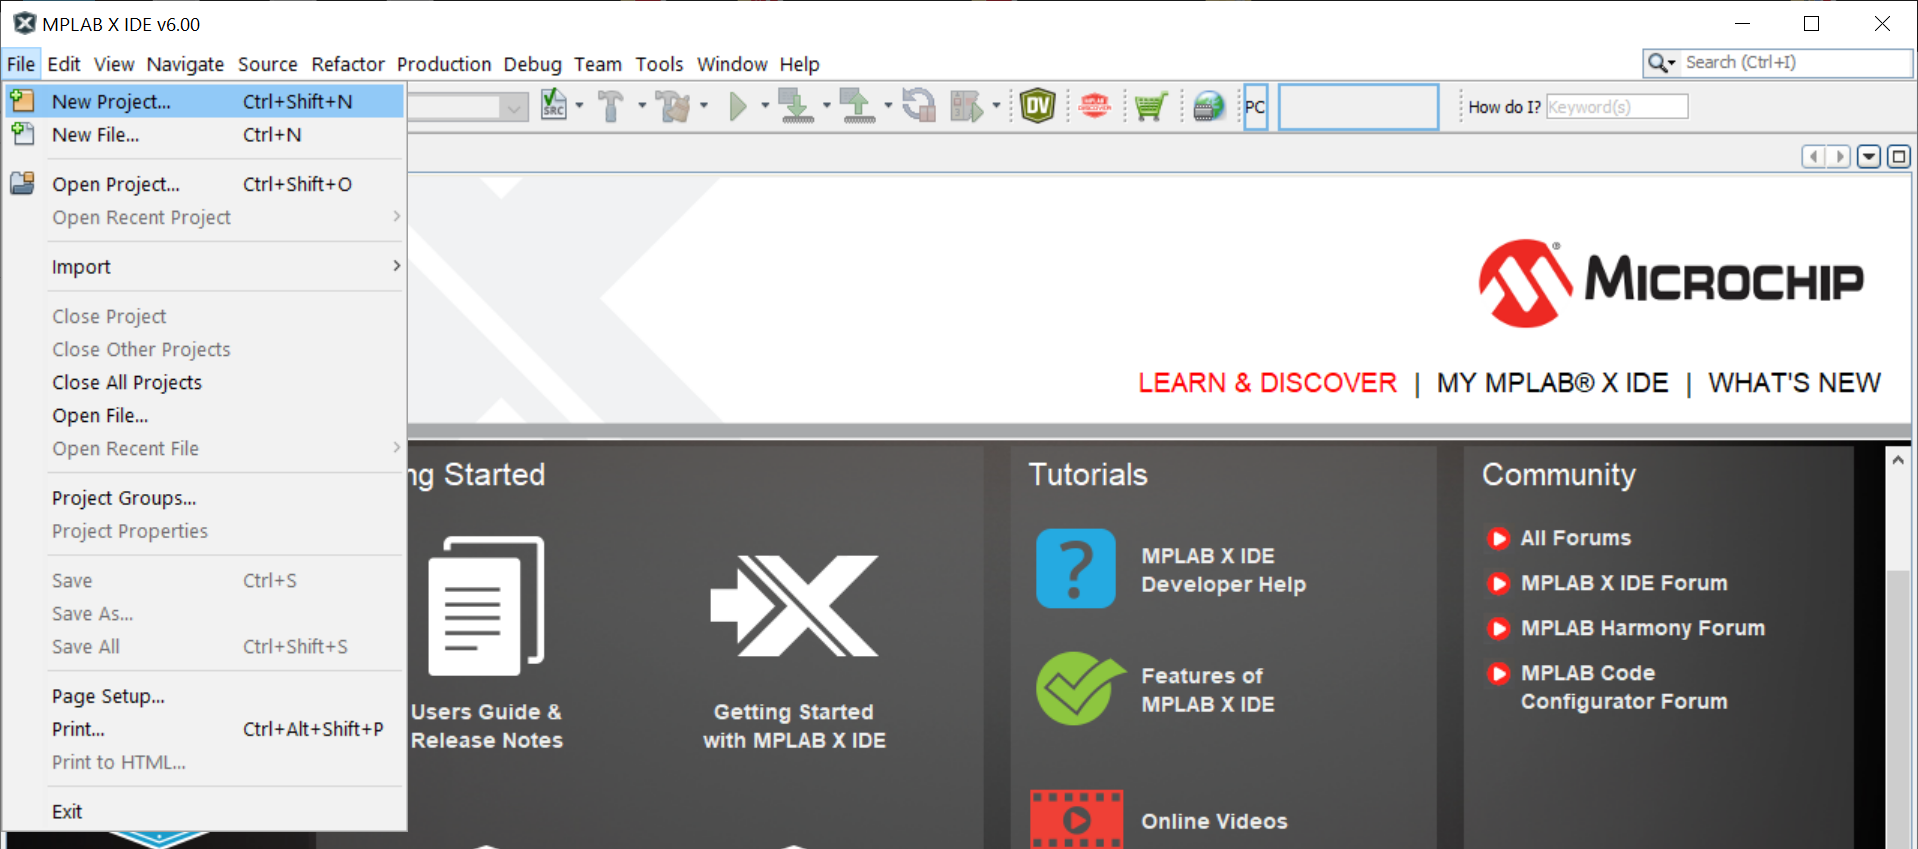 MPLAB X IDE v6.00
File Edit View Navigate Source Refactor Production Debug Team Tools Window Help
Search (Ctrl+I)
New Project... Ctrl+Shift+N
New File... Ctrl+N
Open Project... Ctrl+Shift+O
Open Recent Project
Import
Close Project
Close Other Projects
Close All Projects
Open File...
Open Recent File
Project Groups...
Project Properties
Save Ctrl+S
Save As...
Save All Ctrl+Shift+S
Page Setup...
Print... Ctrl+Alt+Shift+P
Print to HTML...
Exit
SRC
DV
MPLAB
DISCOVER
PC
How do I? Keyword(s)
MICROCHIP
LEARN & DISCOVER | MY MPLAB® X IDE | WHAT'S NEW
ng Started
Users Guide &
Release Notes
Getting Started
with MPLAB X IDE
Tutorials
MPLAB X IDE
Developer Help
Features of
MPLAB X IDE
Online Videos
Community
All Forums
MPLAB X IDE Forum
MPLAB Harmony Forum
MPLAB Code
Configurator Forum